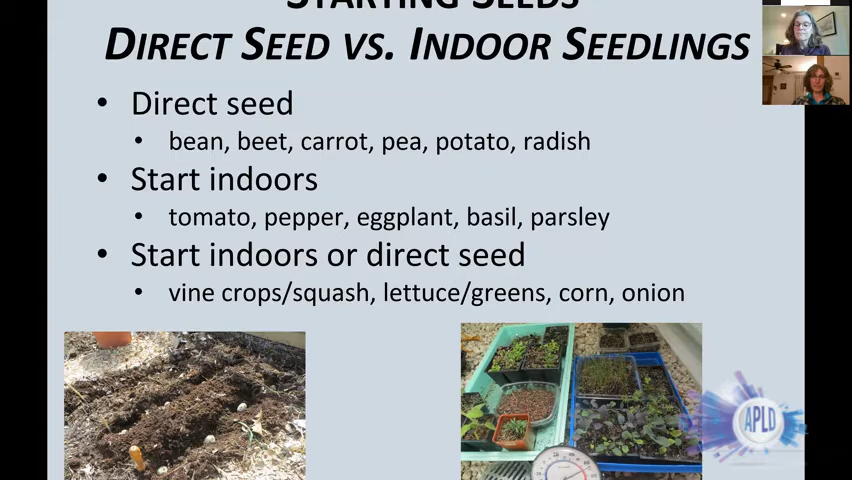 STARTING SEEDS
DIRECT SEED VS. INDOOR SEEDLINGS
• Direct seed
• bean, beet, carrot, pea, potato, radish
• Start indoors
• tomato, pepper, eggplant, basil, parsley
• Start indoors or direct seed
• vine crops/squash, lettuce/greens, corn, onion
APLD